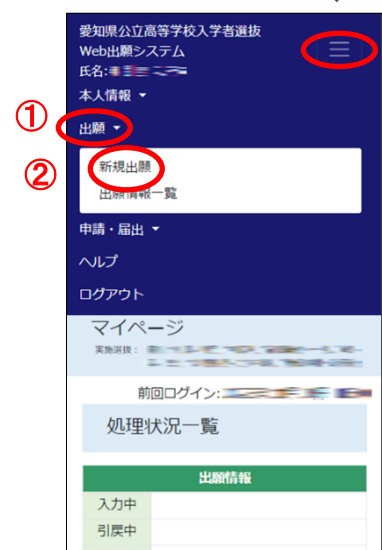 愛知県公立高等学校入学者選抜
Web出願システム
氏名:
本人情報
① 出願
② 新規出願
出願情報一覧
申請・届出
ヘルプ
ログアウト
マイページ
実施選抜：
前回ログイン:
処理状況一覧
出願情報
入力中
引戻中